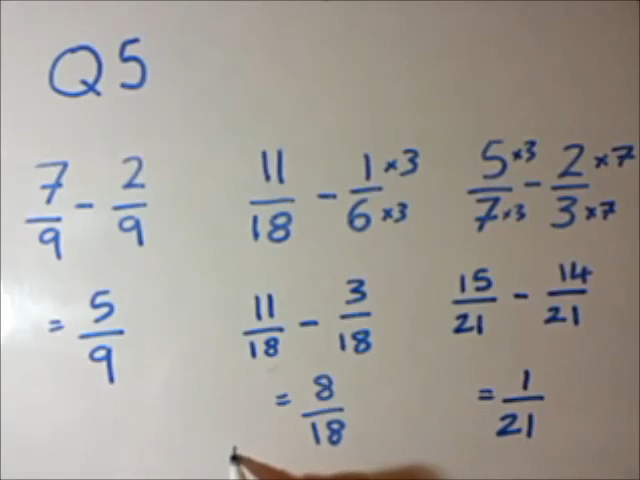 Q5
7/9 - 2/9
= 5/9
11/18 - 1/6 ×3 ×3
11/18 - 3/18
= 8/18
5/7 ×3 ×3 - 2/3 ×7 ×7
15/21 - 14/21
= 1/21